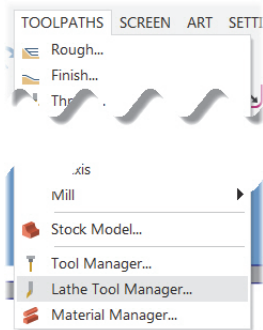 TOOLPATHS SCREEN ART
Rough...
Finish...
Mill
Stock Model...
Tool Manager...
Lathe Tool Manager...
Material Manager...